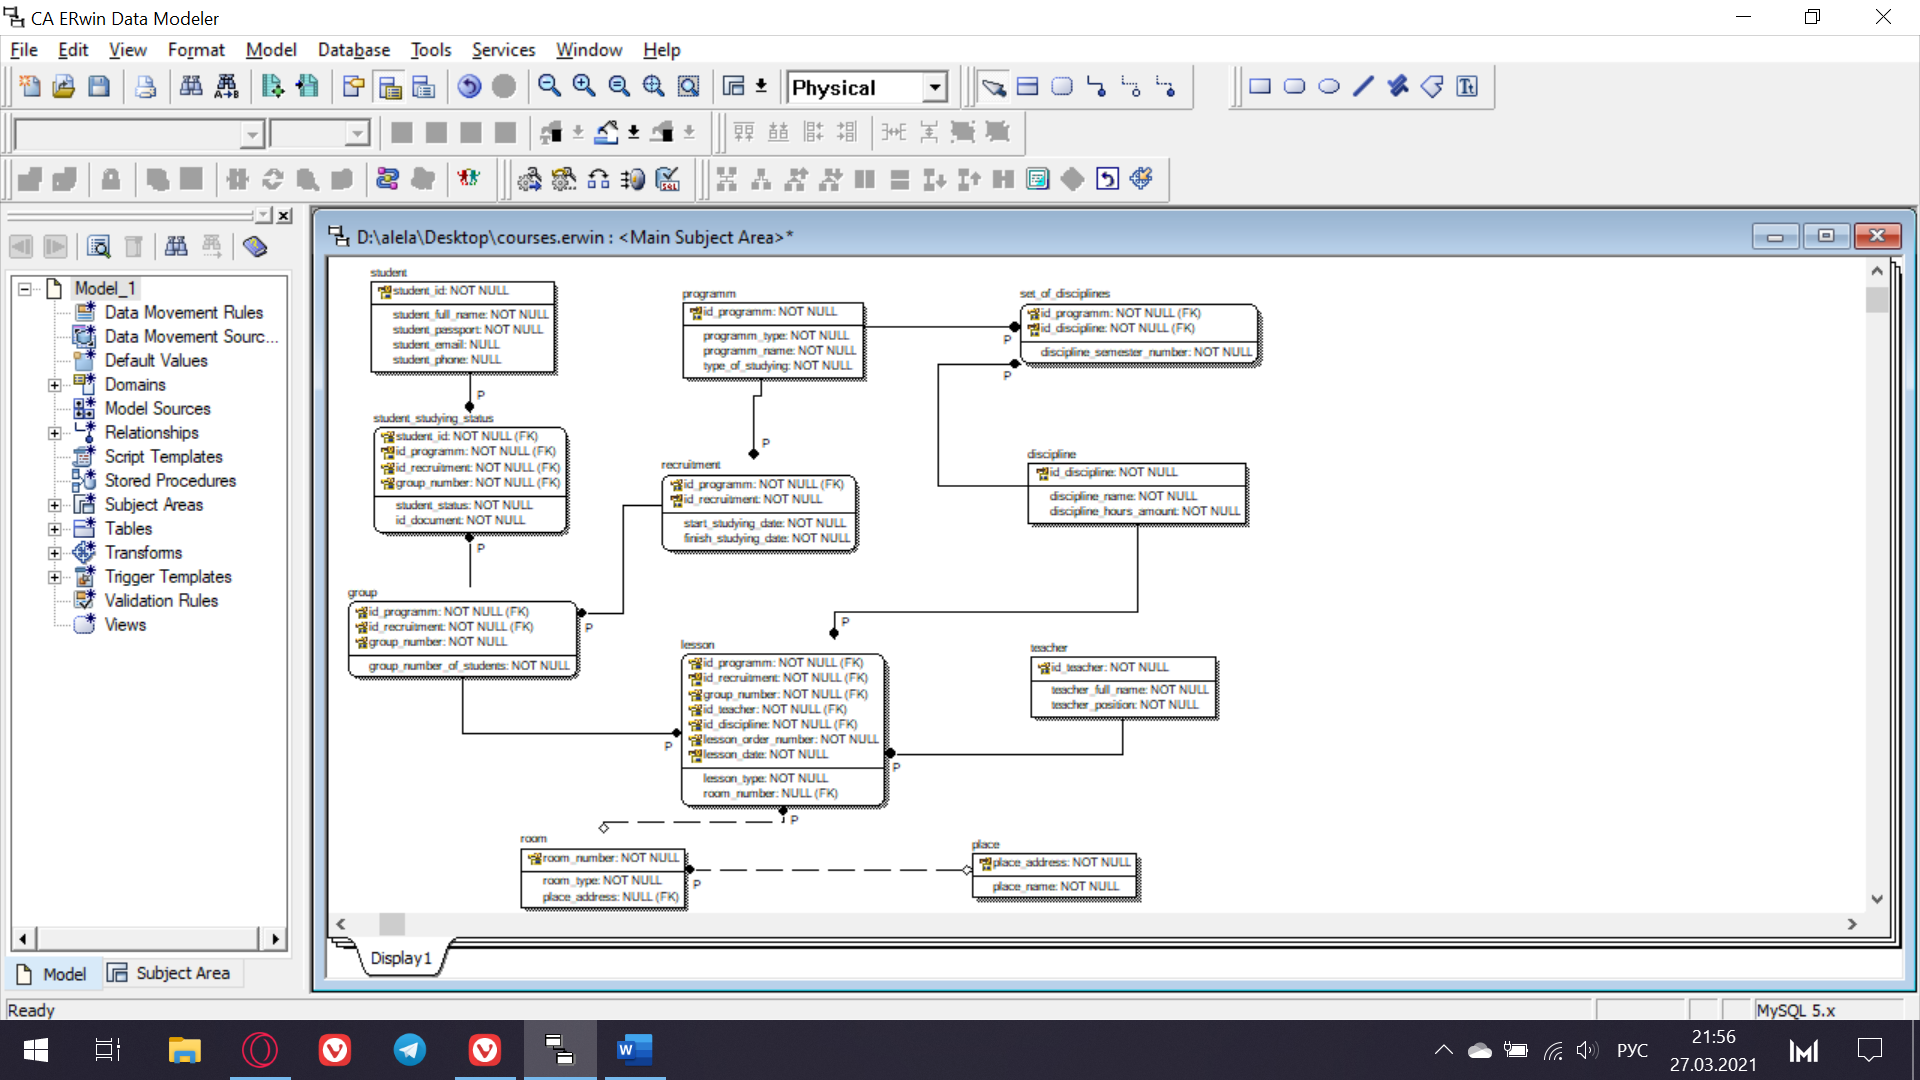 CA ERwin Data Modeler
File Edit View Format Model Database Tools Services Window Help
Physical
D:\alela\Desktop\courses.erwin : <Main Subject Area>*
Model_1
Data Movement Rules
Data Movement Sourc...
Default Values
Domains
Model Sources
Relationships
Script Templates
Stored Procedures
Subject Areas
Tables
Transforms
Trigger Templates
Validation Rules
Views
Model
Subject Area
student
student_id: NOT NULL
student_full_name: NOT NULL
student_passport: NOT NULL
student_email: NULL
student_phone: NULL
P
student_studying_status
student_id: NOT NULL (FK)
id_programm: NOT NULL (FK)
id_recruitment: NOT NULL (FK)
group_number: NOT NULL (FK)
student_status: NOT NULL
id_document: NOT NULL
P
group
id_programm: NOT NULL (FK)
id_recruitment: NOT NULL (FK)
group_number: NOT NULL
group_number_of_students: NOT NULL
P
programm
id_programm: NOT NULL
programm_type: NOT NULL
programm_name: NOT NULL
type_of_studying: NOT NULL
P
recruitment
id_programm: NOT NULL (FK)
id_recruitment: NOT NULL
start_studying_date: NOT NULL
finish_studying_date: NOT NULL
set_of_disciplines
id_programm: NOT NULL (FK)
id_discipline: NOT NULL (FK)
discipline_semester_number: NOT NULL
P
P
discipline
id_discipline: NOT NULL
discipline_name: NOT NULL
discipline_hours_amount: NOT NULL
P
lesson
id_programm: NOT NULL (FK)
id_recruitment: NOT NULL (FK)
group_number: NOT NULL (FK)
id_teacher: NOT NULL (FK)
id_discipline: NOT NULL (FK)
lesson_order_number: NOT NULL
lesson_date: NOT NULL
lesson_type: NOT NULL
room_number: NULL (FK)
P
P
P
teacher
id_teacher: NOT NULL
teacher_full_name: NOT NULL
teacher_position: NOT NULL
room
room_number: NOT NULL
room_type: NOT NULL
place_address: NULL (FK)
P
place
place_address: NOT NULL
place_name: NOT NULL
Display1
Ready
MySQL 5.x
РУС
21:56
27.03.2021